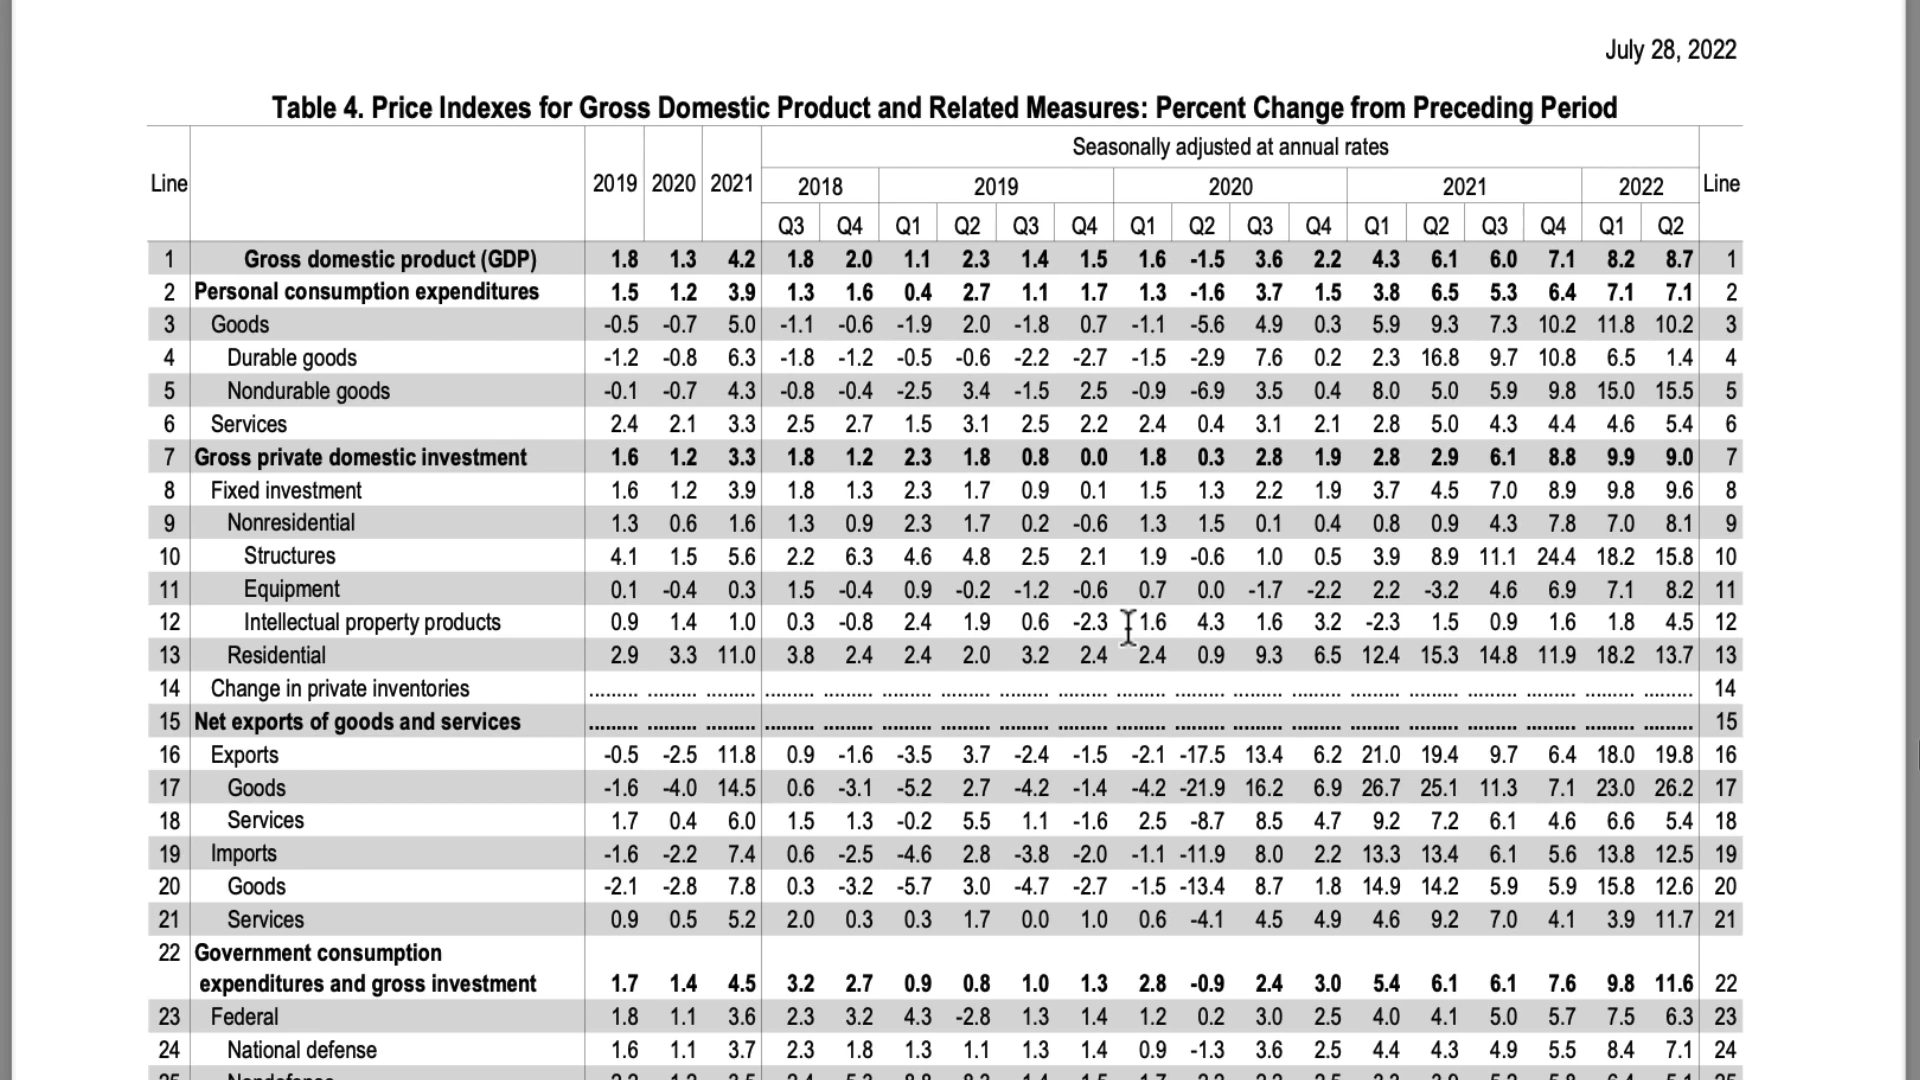 July 28, 2022
Table 4. Price Indexes for Gross Domestic Product and Related Measures: Percent Change from Preceding Period
Seasonally adjusted at annual rates
Line 2019 2020 2021 2018 2019 2020 2021 2022 Line
Q3 Q4 Q1 Q2 Q3 Q4 Q1 Q2 Q3 Q4 Q1 Q2 Q3 Q4 Q1 Q2
1 Gross domestic product (GDP) 1.8 1.3 4.2 1.8 2.0 1.1 2.3 1.4 1.5 1.6 -1.5 3.6 2.2 4.3 6.1 6.0 7.1 8.2 8.7 1
2 Personal consumption expenditures 1.5 1.2 3.9 1.3 1.6 0.4 2.7 1.1 1.7 1.3 -1.6 3.7 1.5 3.8 6.5 5.3 6.4 7.1 7.1 2
3 Goods -0.5 -0.7 5.0 -1.1 -0.6 -1.9 2.0 -1.8 0.7 -1.1 -5.6 4.9 0.3 5.9 9.3 7.3 10.2 11.8 10.2 3
4 Durable goods -1.2 -0.8 6.3 -1.8 -1.2 -0.5 -0.6 -2.2 -2.7 -1.5 -2.9 7.6 0.2 2.3 16.8 9.7 10.8 6.5 1.4 4
5 Nondurable goods -0.1 -0.7 4.3 -0.8 -0.4 -2.5 3.4 -1.5 2.5 -0.9 -6.9 3.5 0.4 8.0 5.0 5.9 9.8 15.0 15.5 5
6 Services 2.4 2.1 3.3 2.5 2.7 1.5 3.1 2.5 2.2 2.4 0.4 3.1 2.1 2.8 5.0 4.3 4.4 4.6 5.4 6
7 Gross private domestic investment 1.6 1.2 3.3 1.8 1.2 2.3 1.8 0.8 0.0 1.8 0.3 2.8 1.9 2.8 2.9 6.1 8.8 9.9 9.0 7
8 Fixed investment 1.6 1.2 3.9 1.8 1.3 2.3 1.7 0.9 0.1 1.5 1.3 2.2 1.9 3.7 4.5 7.0 8.9 9.8 9.6 8
9 Nonresidential 1.3 0.6 1.6 1.3 0.9 2.3 1.7 0.2 -0.6 1.3 1.5 0.1 0.4 0.8 0.9 4.3 7.8 7.0 8.1 9
10 Structures 4.1 1.5 5.6 2.2 6.3 4.6 4.8 2.5 2.1 1.9 -0.6 1.0 0.5 3.9 8.9 11.1 24.4 18.2 15.8 10
11 Equipment 0.1 -0.4 0.3 1.5 -0.4 0.9 -0.2 -1.2 -0.6 0.7 0.0 -1.7 -2.2 2.2 -3.2 4.6 6.9 7.1 8.2 11
12 Intellectual property products 0.9 1.4 1.0 0.3 -0.8 2.4 1.9 0.6 -2.3 1.6 4.3 1.6 3.2 -2.3 1.5 0.9 1.6 1.8 4.5 12
13 Residential 2.9 3.3 11.0 3.8 2.4 2.4 2.0 3.2 2.4 2.4 0.9 9.3 6.5 12.4 15.3 14.8 11.9 18.2 13.7 13
14 Change in private inventories ......... ......... ......... ......... ......... ......... ......... ......... ......... ......... ......... ......... ......... ......... ......... ......... ......... ......... ......... 14
15 Net exports of goods and services ......... ......... ......... ......... ......... ......... ......... ......... ......... ......... ......... ......... ......... ......... ......... ......... ......... ......... ......... 15
16 Exports -0.5 -2.5 11.8 0.9 -1.6 -3.5 3.7 -2.4 -1.5 -2.1 -17.5 13.4 6.2 21.0 19.4 9.7 6.4 18.0 19.8 16
17 Goods -1.6 -4.0 14.5 0.6 -3.1 -5.2 2.7 -4.2 -1.4 -4.2 -21.9 16.2 6.9 26.7 25.1 11.3 7.1 23.0 26.2 17
18 Services 1.7 0.4 6.0 1.5 1.3 -0.2 5.5 1.1 -1.6 2.5 -8.7 8.5 4.7 9.2 7.2 6.1 4.6 6.6 5.4 18
19 Imports -1.6 -2.2 7.4 0.6 -2.5 -4.6 2.8 -3.8 -2.0 -1.1 -11.9 8.0 2.2 13.3 13.4 6.1 5.6 13.8 12.5 19
20 Goods -2.1 -2.8 7.8 0.3 -3.2 -5.7 3.0 -4.7 -2.7 -1.5 -13.4 8.7 1.8 14.9 14.2 5.9 5.9 15.8 12.6 20
21 Services 0.9 0.5 5.2 2.0 0.3 0.3 1.7 0.0 1.0 0.6 -4.1 4.5 4.9 4.6 9.2 7.0 4.1 3.9 11.7 21
22 Government consumption
expenditures and gross investment 1.7 1.4 4.5 3.2 2.7 0.9 0.8 1.0 1.3 2.8 -0.9 2.4 3.0 5.4 6.1 6.1 7.6 9.8 11.6 22
23 Federal 1.8 1.1 3.6 2.3 3.2 4.3 -2.8 1.3 1.4 1.2 0.2 3.0 2.5 4.0 4.1 5.0 5.7 7.5 6.3 23
24 National defense 1.6 1.1 3.7 2.3 1.8 1.3 1.1 1.3 1.4 0.9 -1.3 3.6 2.5 4.4 4.3 4.9 5.5 8.4 7.1 24